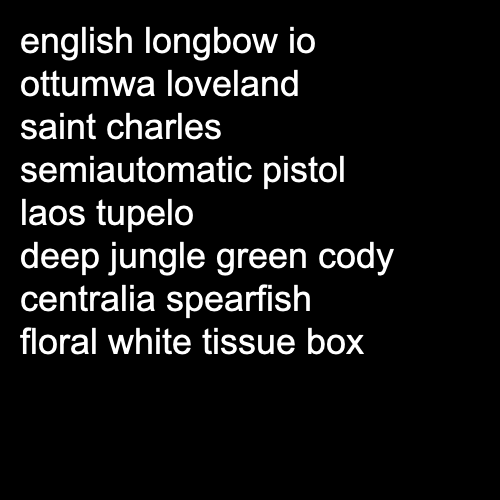 english longbow io
ottumwa loveland
saint charles
semiautomatic pistol
laos tupelo
deep jungle green cody
centralia spearfish
floral white tissue box